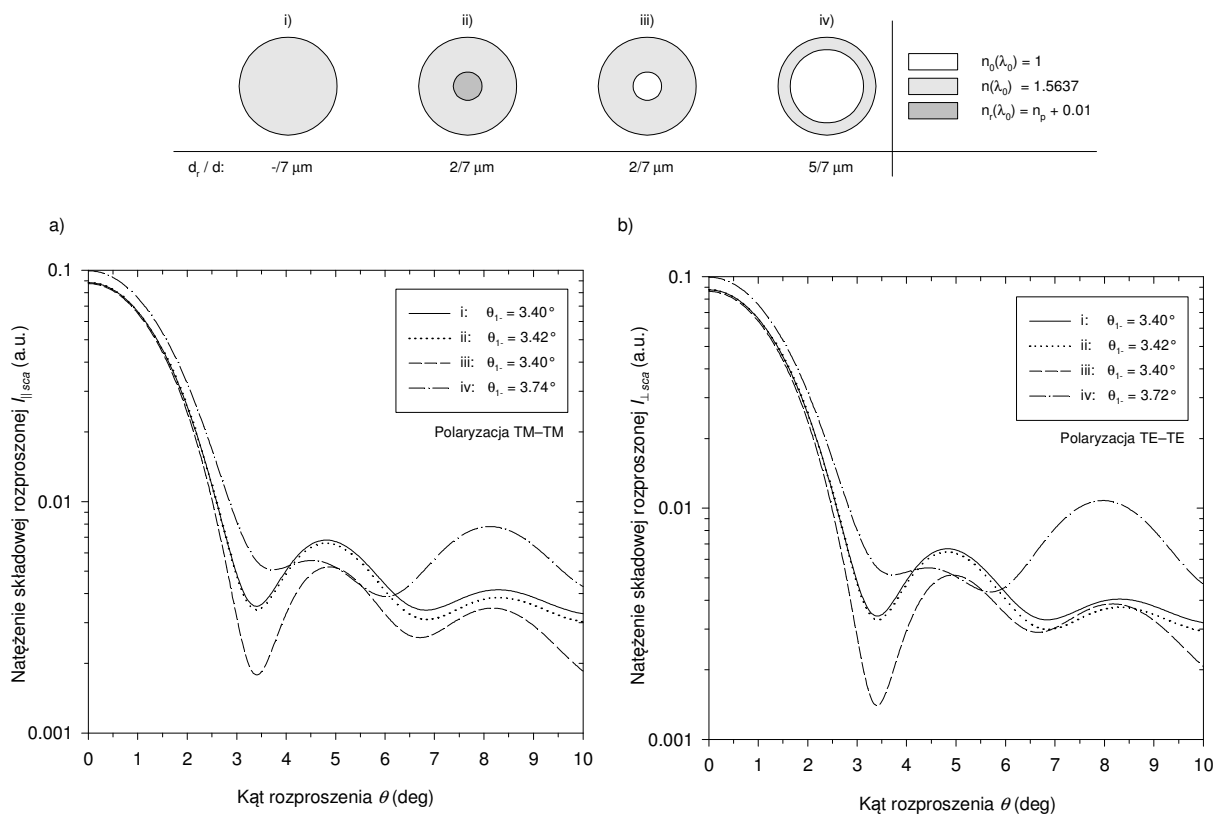 i) ii) iii) iv)
n₀(λ₀) = 1
n(λ₀) = 1.5637
nᵣ(λ₀) = nₚ + 0.01
dᵣ / d: -/7 μm 2/7 μm 2/7 μm 5/7 μm
a)
0.1
0.01
0.001
Natężenie składowej rozproszonej I∥sca (a.u.)
i: θ₁₋ = 3.40°
ii: θ₁₋ = 3.42°
iii: θ₁₋ = 3.40°
iv: θ₁₋ = 3.74°
Polaryzacja TM–TM
0 1 2 3 4 5 6 7 8 9 10
Kąt rozproszenia θ (deg)
b)
0.1
0.01
0.001
Natężenie składowej rozproszonej I⊥sca (a.u.)
i: θ₁₋ = 3.40°
ii: θ₁₋ = 3.42°
iii: θ₁₋ = 3.40°
iv: θ₁₋ = 3.72°
Polaryzacja TE–TE
0 1 2 3 4 5 6 7 8 9 10
Kąt rozproszenia θ (deg)